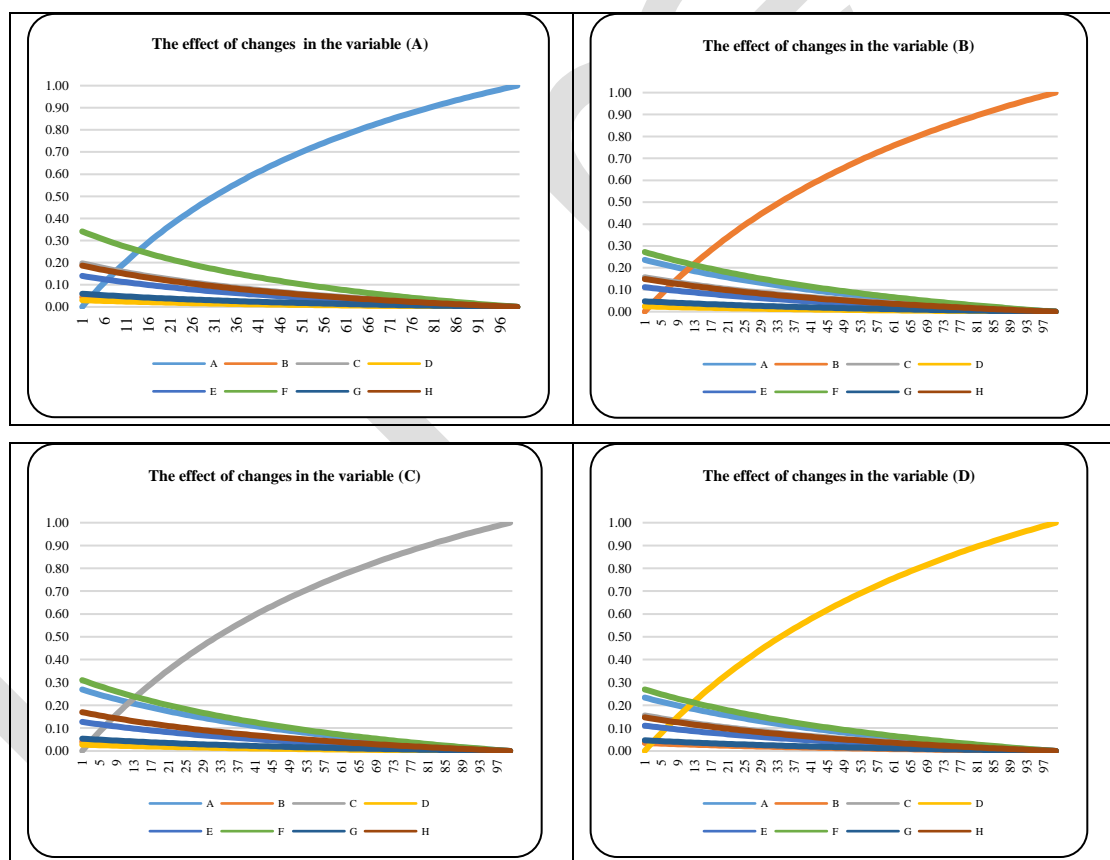 The effect of changes in the variable (A)
1.00
0.90
0.80
0.70
0.60
0.50
0.40
0.30
0.20
0.10
0.00
1 6 11 16 21 26 31 36 41 46 51 56 61 66 71 76 81 86 91 96
A B C D
E F G H
The effect of changes in the variable (B)
1.00
0.90
0.80
0.70
0.60
0.50
0.40
0.30
0.20
0.10
0.00
1 5 9 13 17 21 25 29 33 37 41 45 49 53 57 61 65 69 73 77 81 85 89 93 97
A B C D
E F G H
The effect of changes in the variable (C)
1.00
0.90
0.80
0.70
0.60
0.50
0.40
0.30
0.20
0.10
0.00
1 5 9 13 17 21 25 29 33 37 41 45 49 53 57 61 65 69 73 77 81 85 89 93 97
A B C D
E F G H
The effect of changes in the variable (D)
1.00
0.90
0.80
0.70
0.60
0.50
0.40
0.30
0.20
0.10
0.00
1 5 9 13 17 21 25 29 33 37 41 45 49 53 57 61 65 69 73 77 81 85 89 93 97
A B C D
E F G H